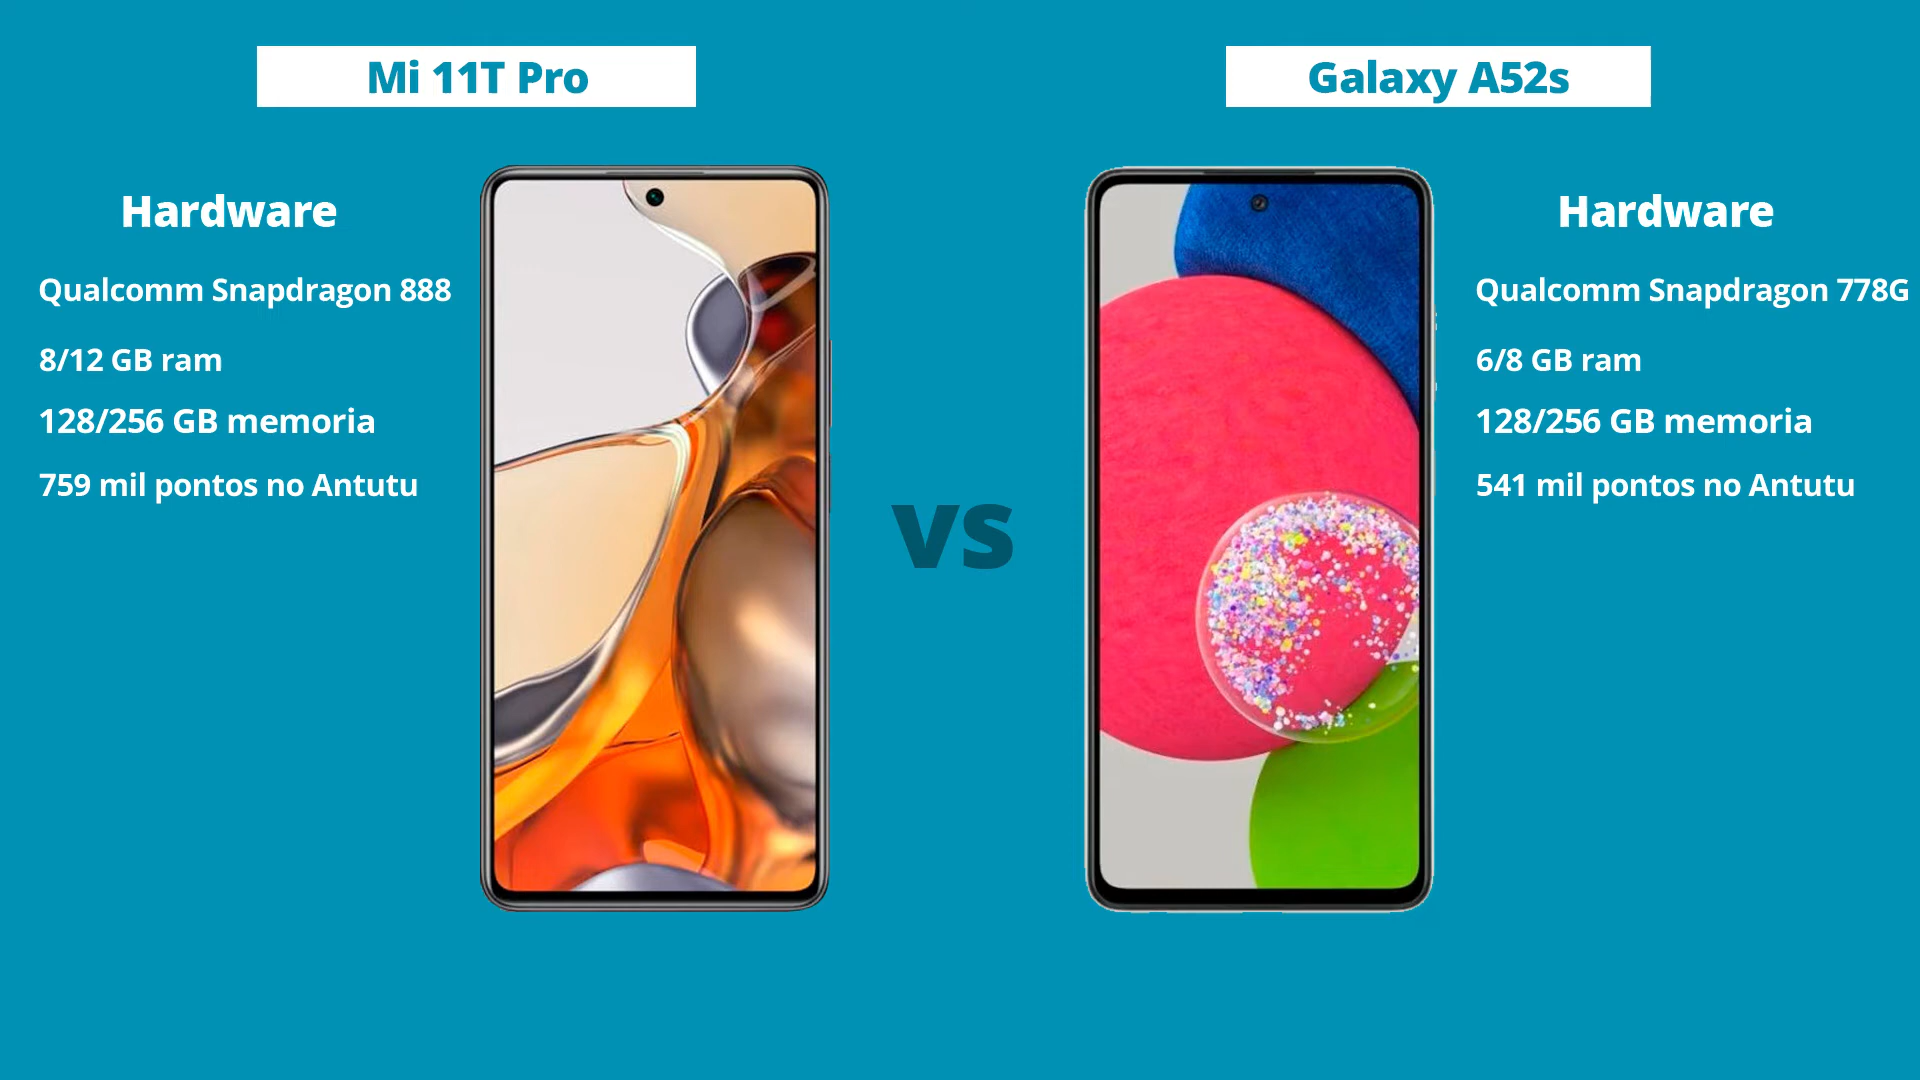 Mi 11T Pro
Hardware
Qualcomm Snapdragon 888
8/12 GB ram
128/256 GB memoria
759 mil pontos no Antutu
VS
Galaxy A52s
Hardware
Qualcomm Snapdragon 778G
6/8 GB ram
128/256 GB memoria
541 mil pontos no Antutu